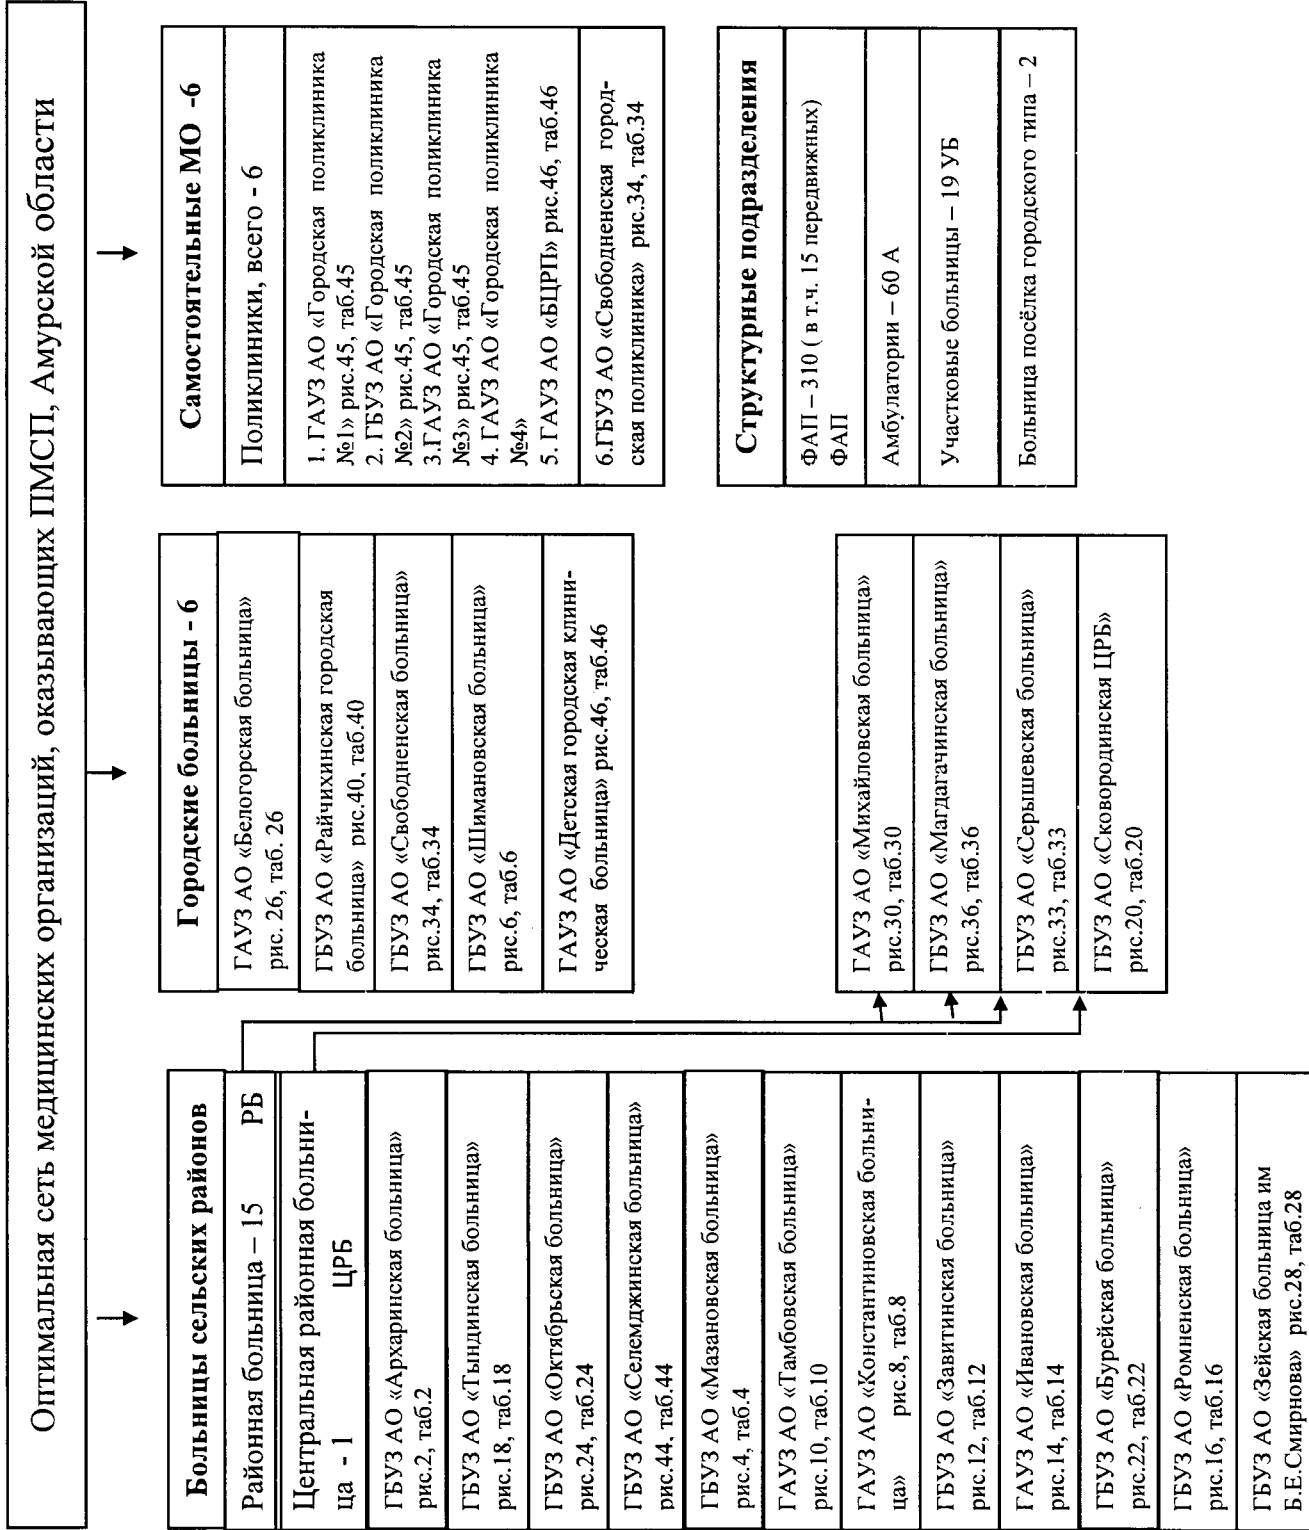 Оптимальная сеть медицинских организаций, оказывающих ПМСП, Амурской области
Больницы сельских районов
Районная больница – 15 РБ
Центральная районная больни-
ца - 1 ЦРБ
ГБУЗ АО «Архаринская больница»
рис.2, таб.2
ГБУЗ АО «Тындинская больница»
рис.18, таб.18
ГБУЗ АО «Октябрьская больница»
рис.24, таб.24
ГБУЗ АО «Селемджинская больница»
рис.44, таб.44
ГБУЗ АО «Мазановская больница»
рис.4, таб.4
ГАУЗ АО «Тамбовская больница»
рис.10, таб.10
ГАУЗ АО «Константиновская больни-
ца» рис.8, таб.8
ГБУЗ АО «Завитинская больница»
рис.12, таб.12
ГАУЗ АО «Ивановская больница»
рис.14, таб.14
ГБУЗ АО «Бурейская больница»
рис.22, таб.22
ГБУЗ АО «Ромненская больница»
рис.16, таб.16
ГБУЗ АО «Зейская больница им
Б.Е.Смирнова» рис.28, таб.28
Городские больницы - 6
ГАУЗ АО «Белогорская больница»
рис. 26, таб. 26
ГБУЗ АО «Райчихинская городская
больница» рис.40, таб.40
ГБУЗ АО «Свободненская больница»
рис.34, таб.34
ГБУЗ АО «Шимановская больница»
рис.6, таб.6
ГАУЗ АО «Детская городская клини-
ческая больница» рис.46, таб.46
ГАУЗ АО «Михайловская больница»
рис.30, таб.30
ГБУЗ АО «Магдагачинская больница»
рис.36, таб.36
ГБУЗ АО «Серышевская больница»
рис.33, таб.33
ГБУЗ АО «Сковородинская ЦРБ»
рис.20, таб.20
Самостоятельные МО -6
Поликлиники, всего - 6
1. ГАУЗ АО «Городская поликлиника
№1» рис.45, таб.45
2. ГБУЗ АО «Городская поликлиника
№2» рис.45, таб.45
3.ГАУЗ АО «Городская поликлиника
№3» рис.45, таб.45
4. ГАУЗ АО «Городская поликлиника
№4»
5. ГАУЗ АО «БЦРП» рис.46, таб.46
6.ГБУЗ АО «Свободненская город-
ская поликлиника» рис.34, таб.34
Структурные подразделения
ФАП – 310 ( в т.ч. 15 передвижных)
ФАП
Амбулатории – 60 А
Участковые больницы – 19 УБ
Больница посёлка городского типа – 2